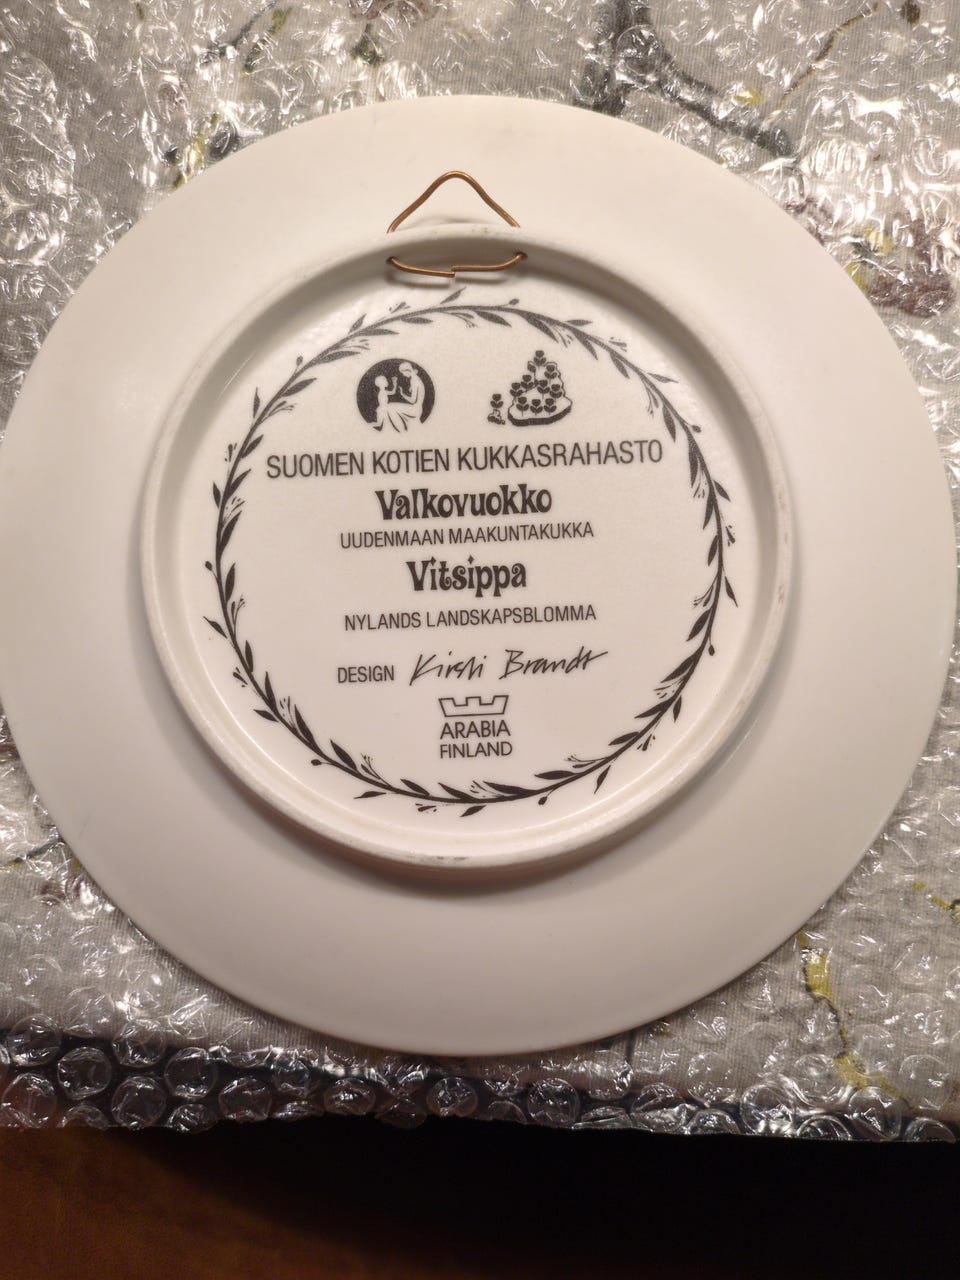 SUOMEN KOTIEN KUKKASRAHASTO
Valkovuokko
UUDENMAAN MAAKUNTAKUKKA
Vitsippa
NYLANDS LANDSKAPSBLOMMA
DESIGN Kirsti Brandt
ARABIA
FINLAND